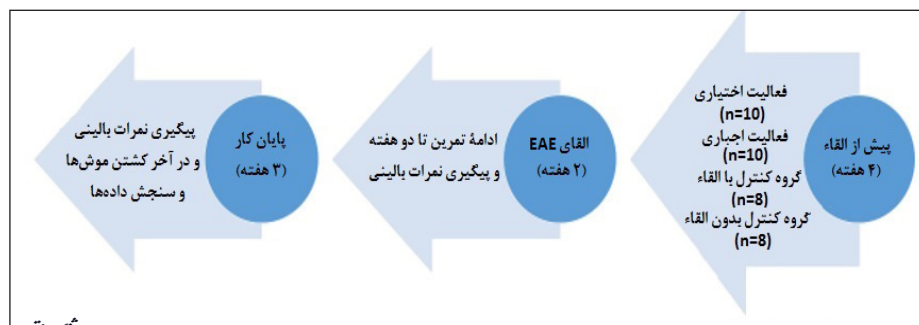 پیش از القاء
(۴ هفته)
فعالیت اختیاری
(n=10)
فعالیت اجباری
(n=10)
گروه کنترل با القاء
(n=8)
گروه کنترل بدون القاء
(n=8)
القای EAE
(۲ هفته)
ادامهٔ تمرین تا دو هفته
و پیگیری نمرات بالینی
پایان کار
(۳ هفته)
پیگیری نمرات بالینی
و در آخر کشتن موش‌ها
و سنجش داده‌ها